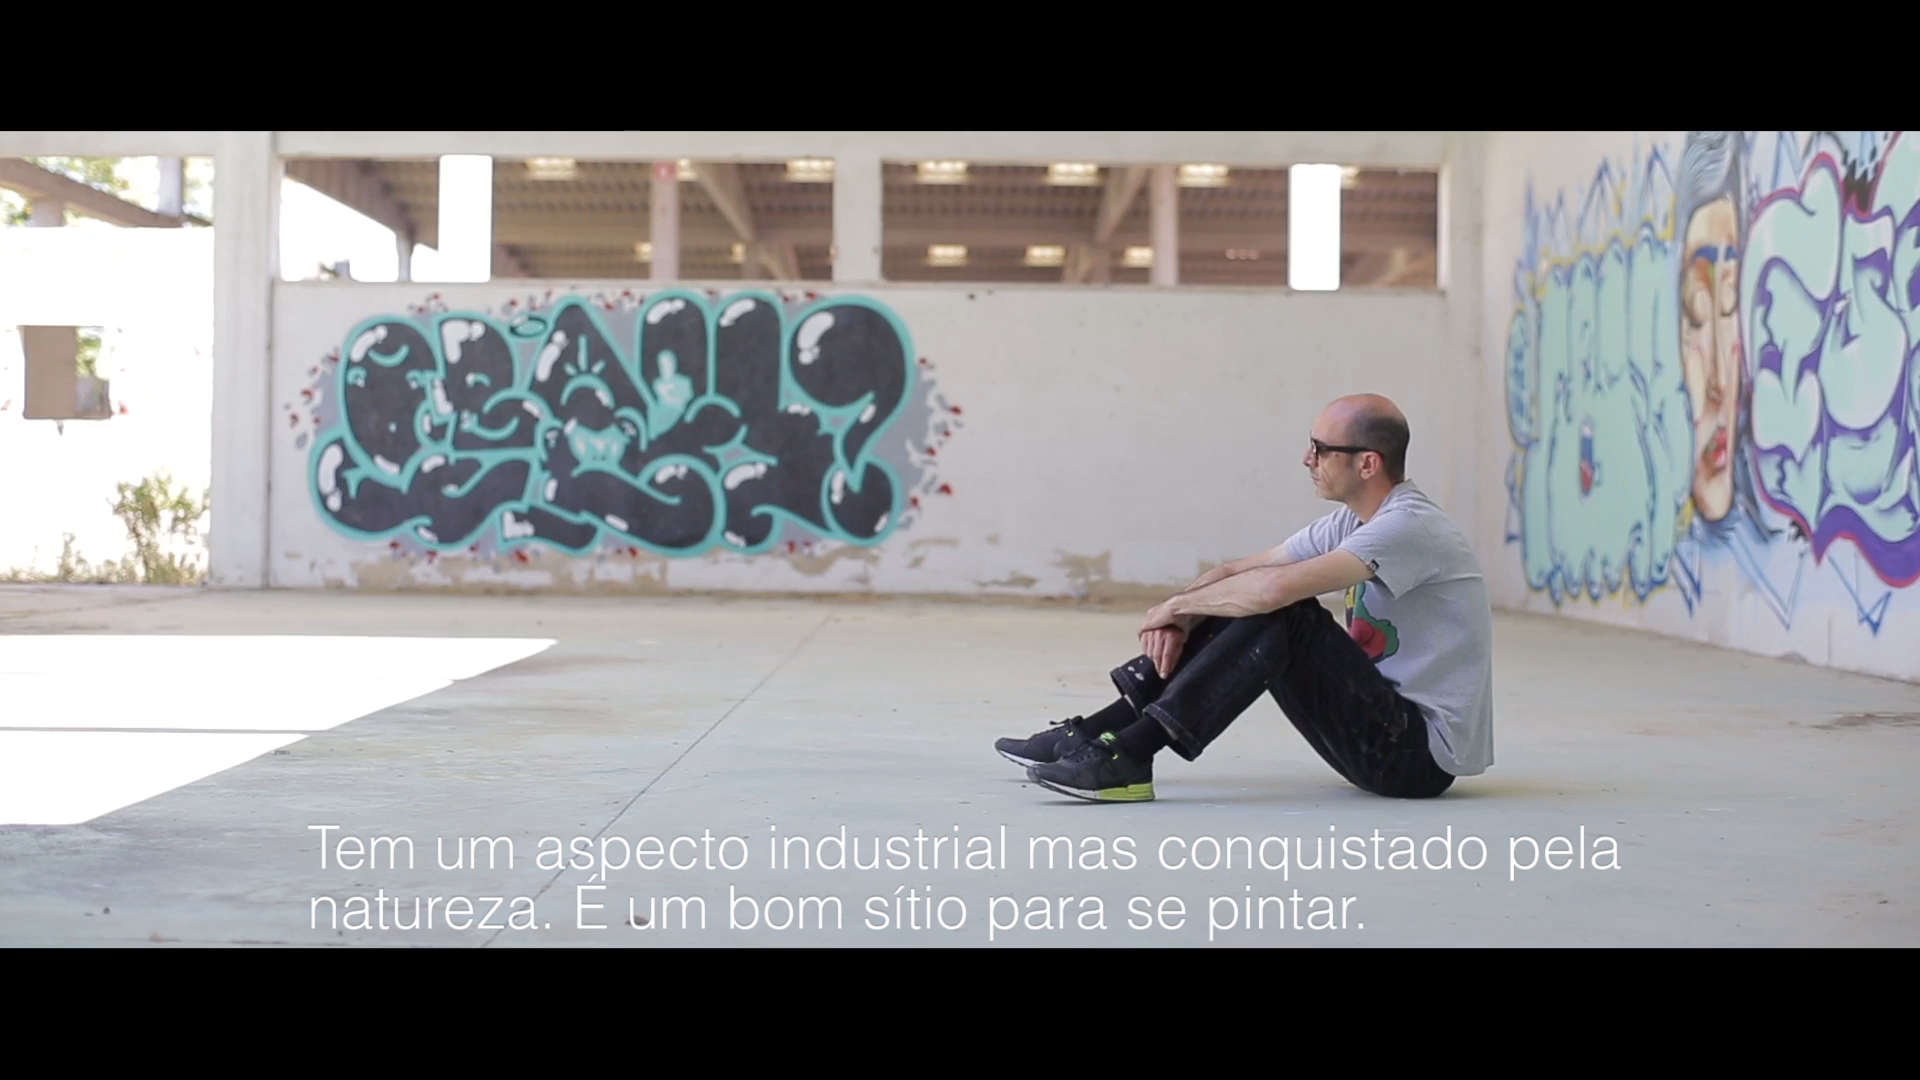 Tem um aspecto industrial mas conquistado pela
natureza. É um bom sítio para se pintar.